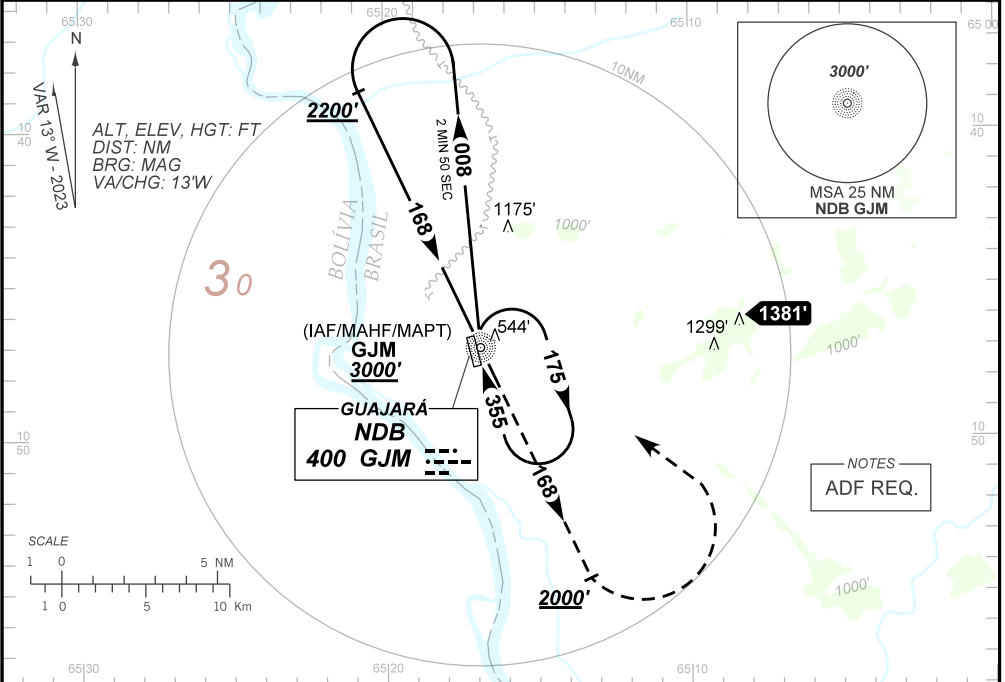 65 30
65 20
65 10
65 00
N
VAR 13° W - 2023
10
40
ALT, ELEV, HGT: FT
DIST: NM
BRG: MAG
VA/CHG: 13'W
2200'
2 MIN 50 SEC
008
10NM
3000'
MSA 25 NM
NDB GJM
10
40
168
1175'
1000'
BOLÍVIA
BRASIL
30
(IAF/MAHF/MAPT)
GJM
3000'
544'
1299'
1381'
1000'
175
355
GUAJARÁ
NDB
400 GJM
10
50
10
50
168
NOTES
ADF REQ.
SCALE
1 0 5 NM
1 0 5 10 Km
2000'
1000'
65 30
65 20
65 10